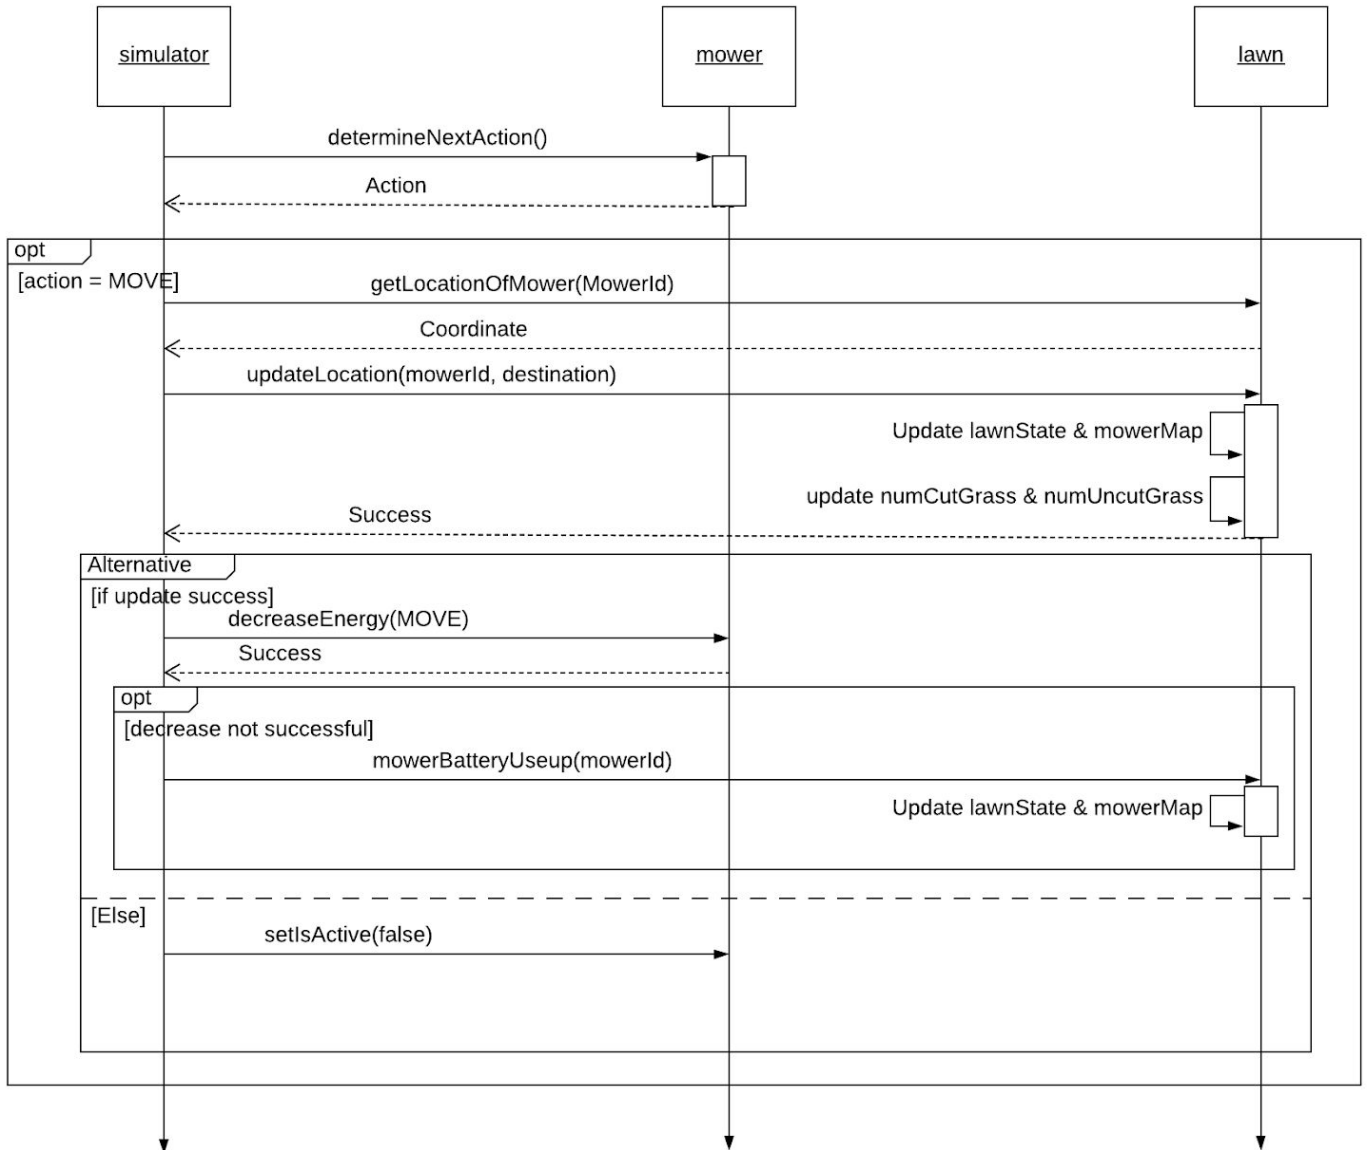 simulator
mower
lawn
determineNextAction()
Action
opt
[action = MOVE]
getLocationOfMower(MowerId)
Coordinate
updateLocation(mowerId, destination)
Update lawnState & mowerMap
update numCutGrass & numUncutGrass
Success
Alternative
[if update success]
decreaseEnergy(MOVE)
Success
opt
[decrease not successful]
mowerBatteryUseup(mowerId)
Update lawnState & mowerMap
[Else]
setIsActive(false)